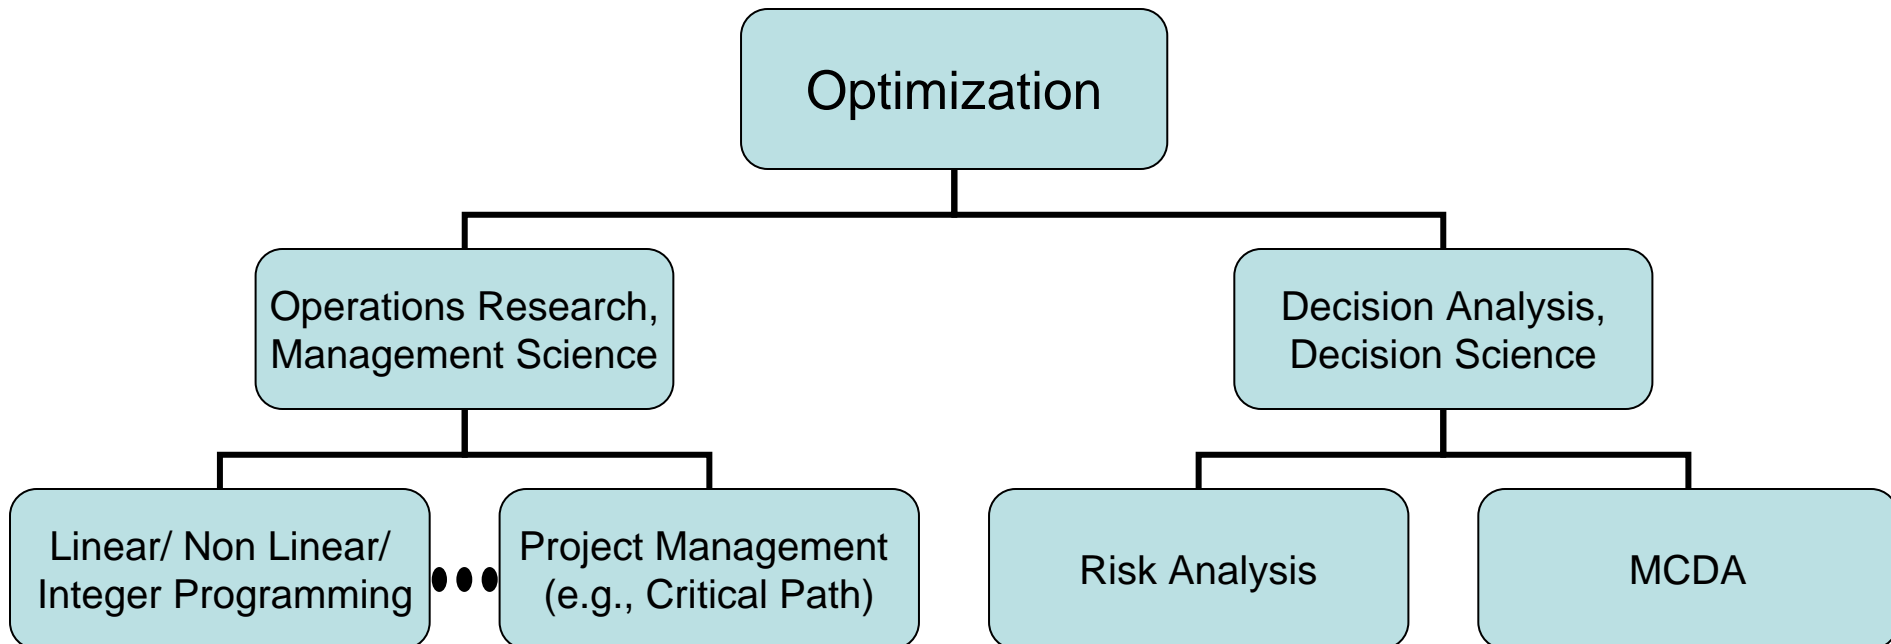 Optimization
Operations Research,
Management Science
Decision Analysis,
Decision Science
Linear/ Non Linear/
Integer Programming
Project Management
(e.g., Critical Path)
Risk Analysis
MCDA